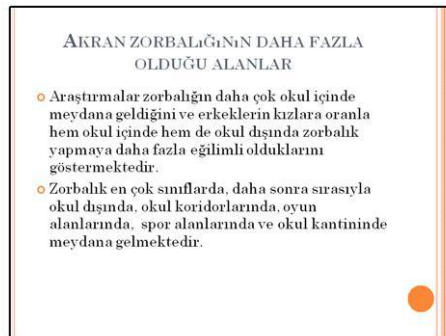 AKRAN ZORBALıĞıNıN DAHA FAZLA
OLDUĞU ALANLAR
Araştırmalar zorbalığın daha çok okul içinde
meydana geldiğini ve erkeklerin kızlara oranla
hem okul içinde hem de okul dışında zorbalık
yapmaya daha fazla eğilimli olduklarını
göstermektedir.
Zorbalık en çok sınıflarda, daha sonra sırasıyla
okul dışında, okul koridorlarında, oyun
alanlarında, spor alanlarında ve okul kantininde
meydana gelmektedir.